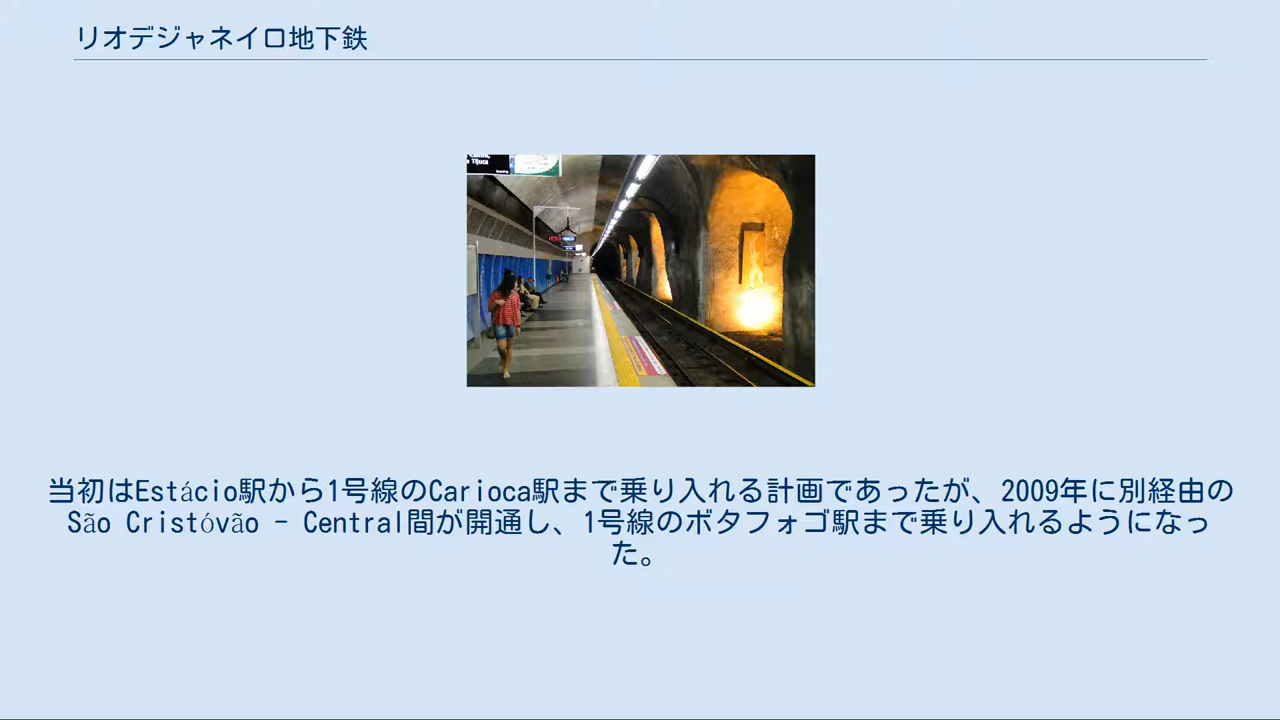 リオデジャネイロ地下鉄
Tijuca
当初はEstácio駅から1号線のCarioca駅まで乗り入れる計画であったが、2009年に別経由の
São Cristóvão - Central間が開通し、1号線のボタフォゴ駅まで乗り入れるようになっ
た。